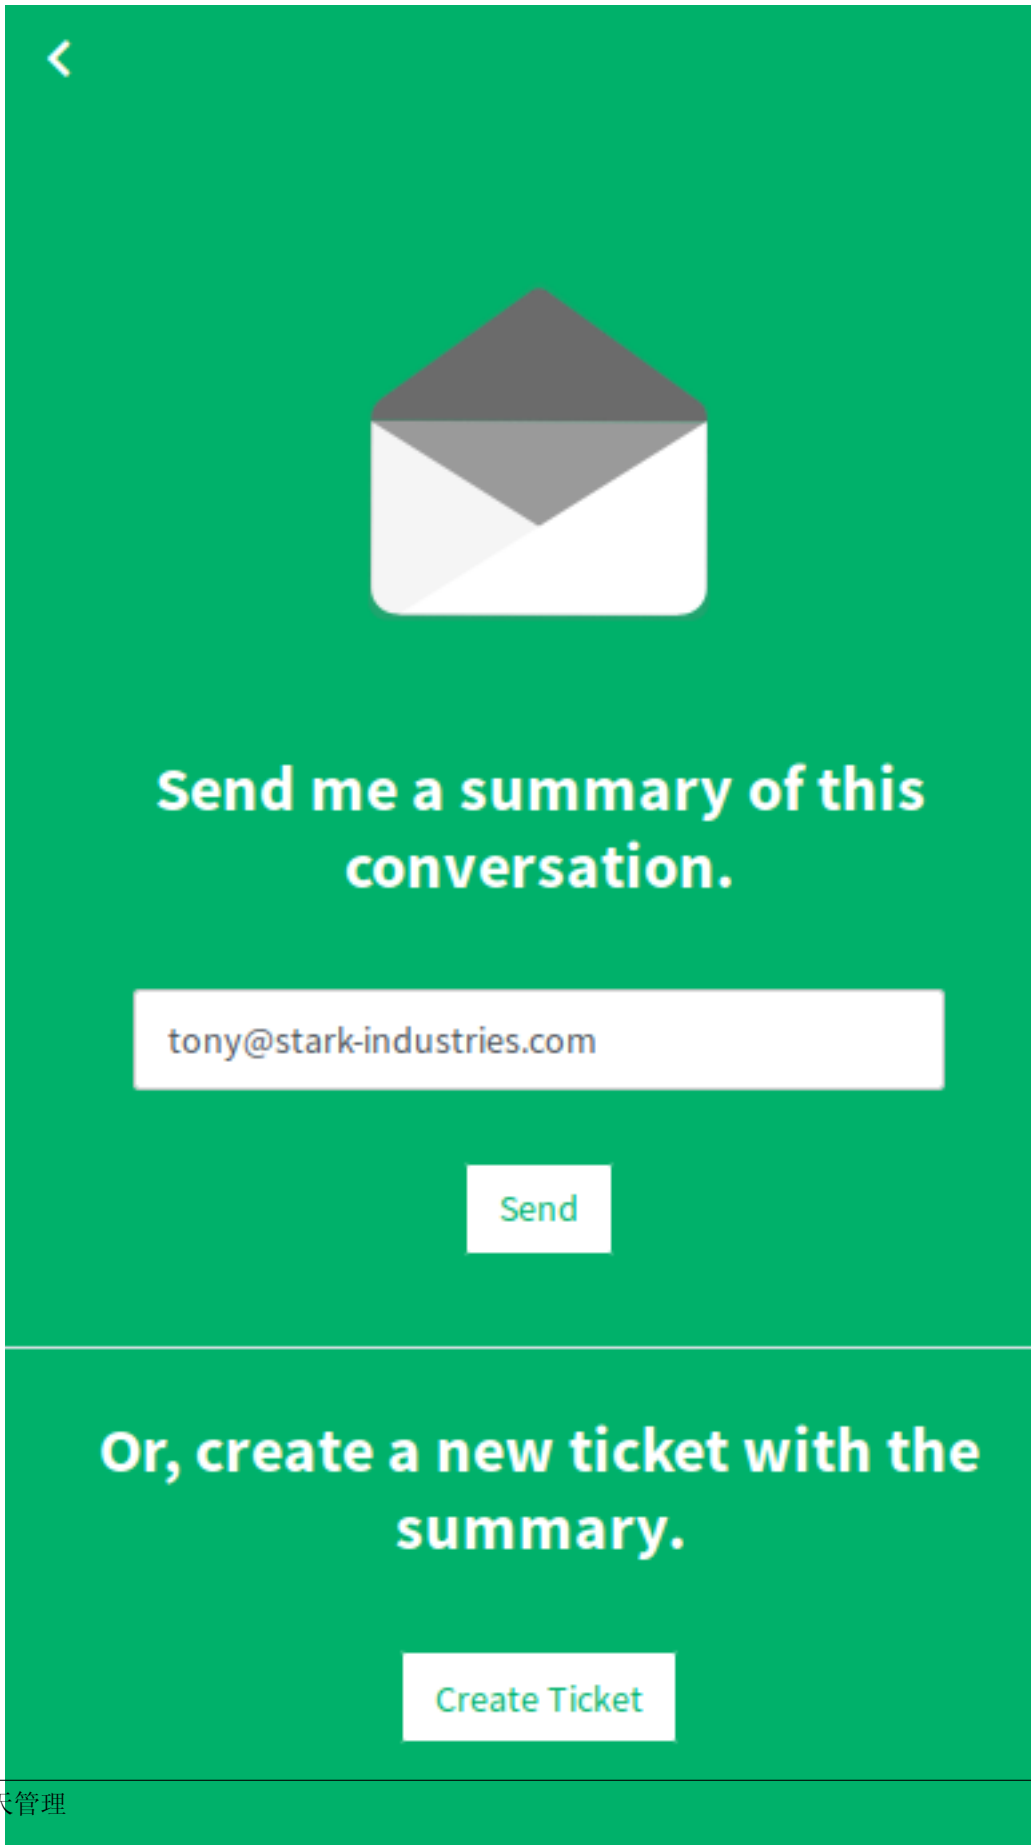 Send me a summary of this
conversation.
tony@stark-industries.com
Send
Or, create a new ticket with the
summary.
Create Ticket
管理